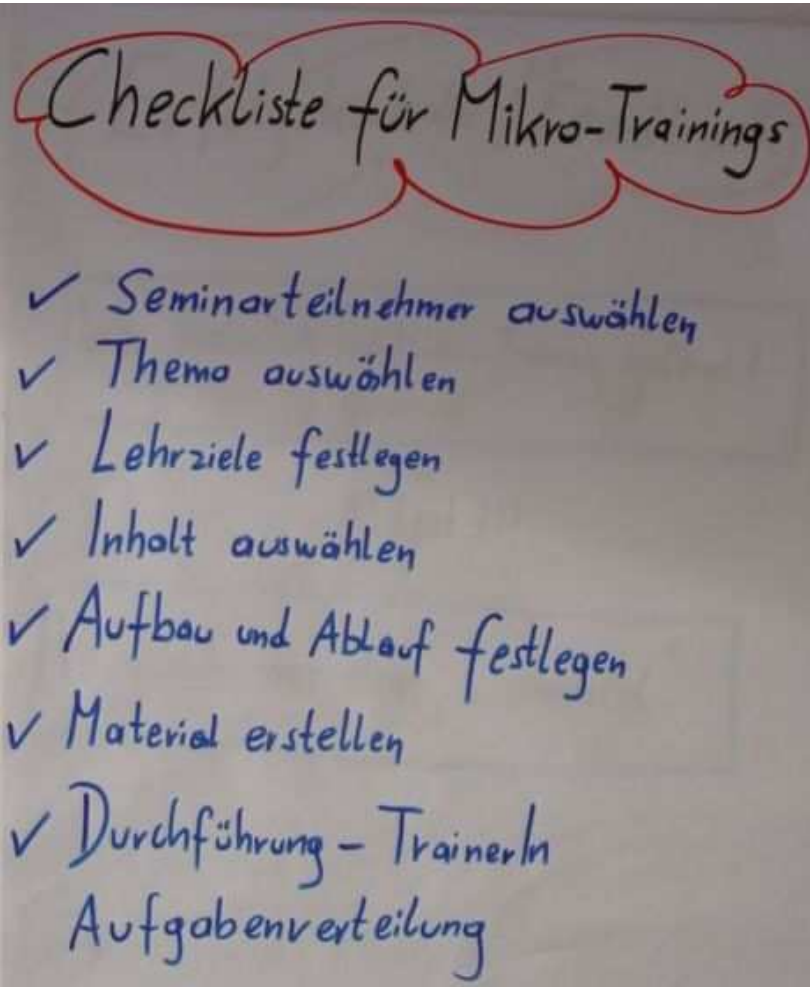 Checkliste für Mikro-Trainings
✓ Seminarteilnehmer auswählen
✓ Thema auswählen
✓ Lehrziele festlegen
✓ Inhalt auswählen
✓ Aufbau und Ablauf festlegen
✓ Material erstellen
✓ Durchführung - TrainerIn
Aufgabenverteilung